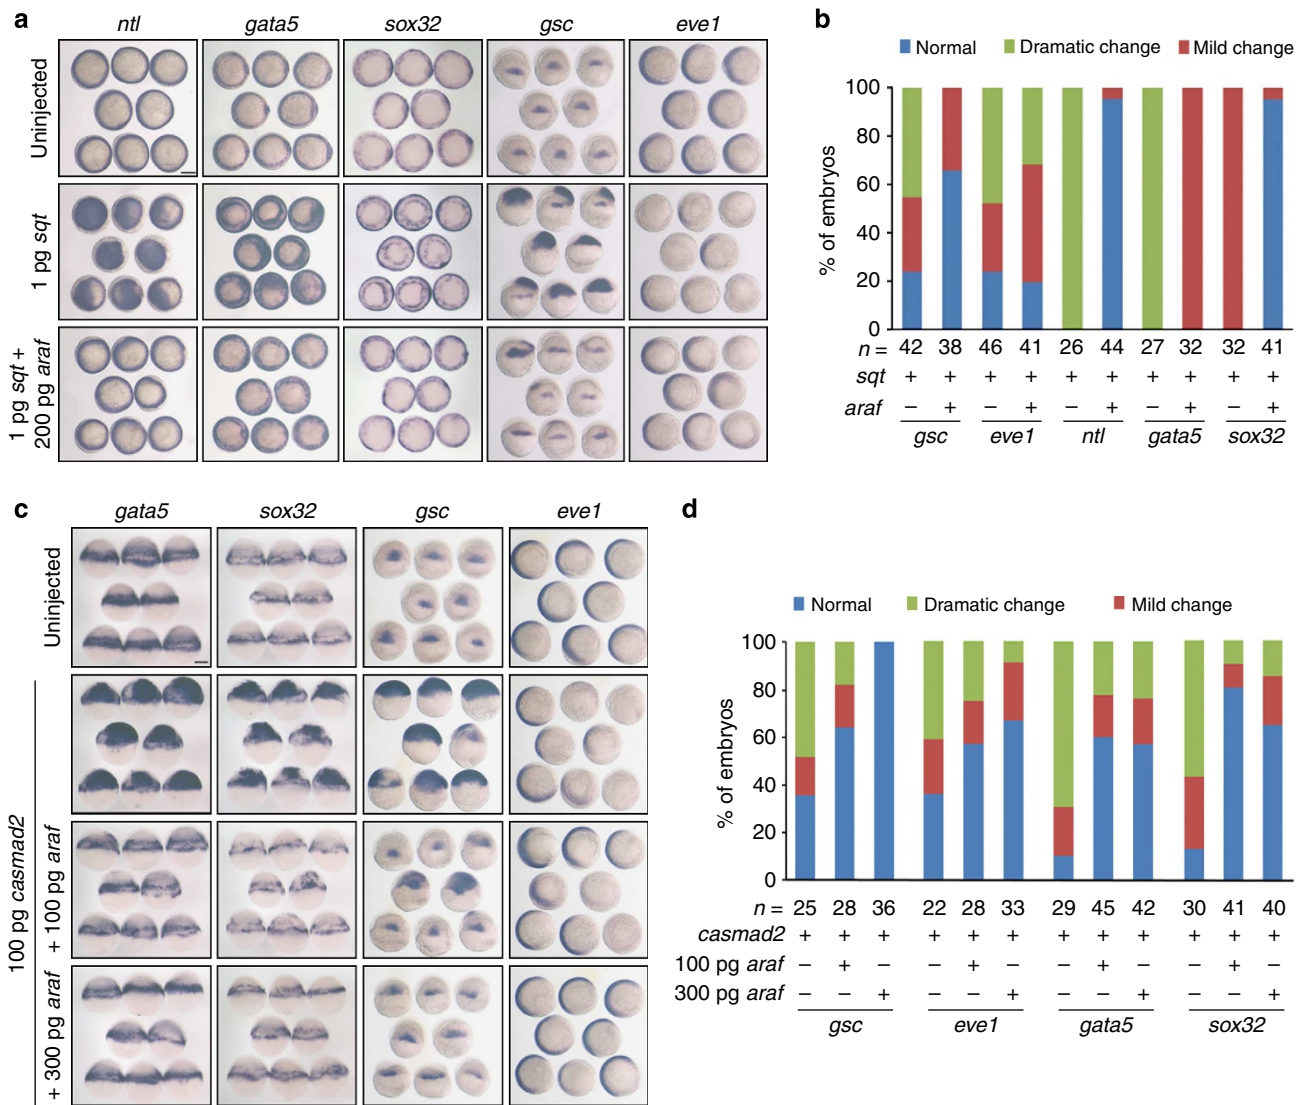 a
ntl gata5 sox32 gsc eve1
Uninjected
1 pg sqt
1 pg sqt +
200 pg araf
b
Normal Dramatic change Mild change
% of embryos
100
80
60
40
20
0
n = 42 38 46 41 26 44 27 32 32 41
sqt + + + + + + + + + +
araf – + – + – + – + – +
gsc eve1 ntl gata5 sox32
c
gata5 sox32 gsc eve1
Uninjected
100 pg casmad2
+ 100 pg araf
+ 300 pg araf
d
Normal Dramatic change Mild change
% of embryos
100
80
60
40
20
0
n = 25 28 36 22 28 33 29 45 42 30 41 40
casmad2 + + + + + + + + + + + +
100 pg araf – + – – + – – + – – + –
300 pg araf – – + – – + – – + – – +
gsc eve1 gata5 sox32